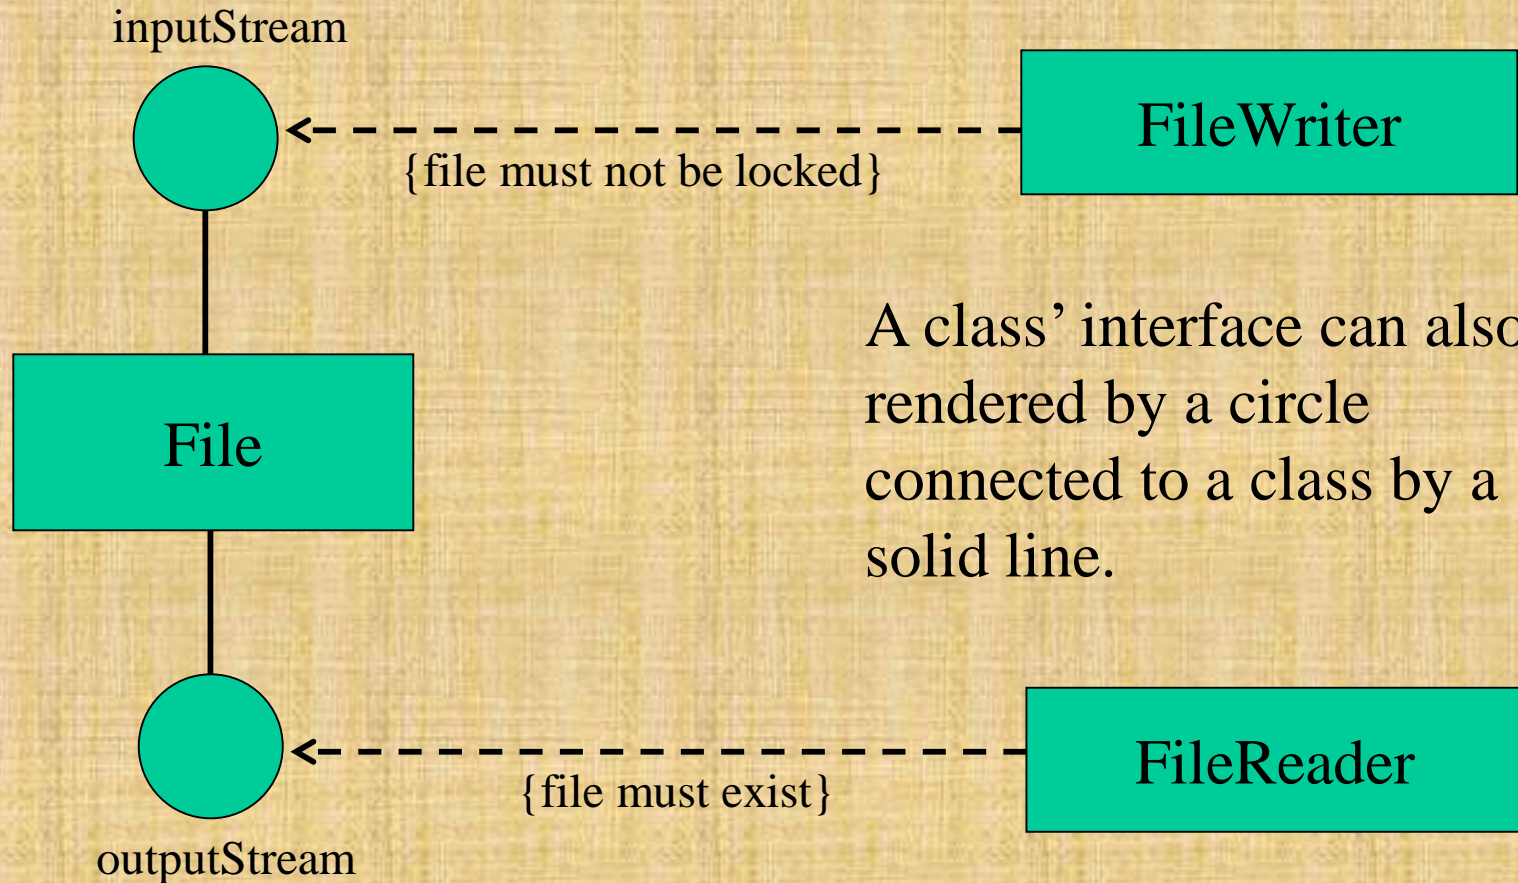 inputStream
FileWriter
{file must not be locked}
A class’ interface can also
rendered by a circle
connected to a class by a
solid line.
File
FileReader
{file must exist}
outputStream